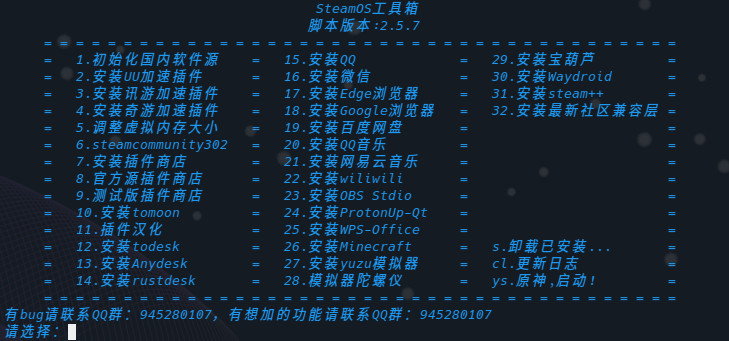 SteamOS工具箱
脚本版本:2.5.7
= = = = = = = = = = = = = = = = = = = = = = = = = = = = = = = = = = = = = = = =
= 1.初始化国内软件源 = 15.安装QQ = 29.安装宝葫芦 =
= 2.安装UU加速插件 = 16.安装微信 = 30.安装Waydroid =
= 3.安装讯游加速插件 = 17.安装Edge浏览器 = 31.安装steam++ =
= 4.安装奇游加速插件 = 18.安装Google浏览器 = 32.安装最新社区兼容层 =
= 5.调整虚拟内存大小 = 19.安装百度网盘 = =
= 6.steamcommunity302 = 20.安装QQ音乐 = =
= 7.安装插件商店 = 21.安装网易云音乐 = =
= 8.官方源插件商店 = 22.安装wiliwili = =
= 9.测试版插件商店 = 23.安装OBS Stdio = =
= 10.安装tomoon = 24.安装ProtonUp-Qt = =
= 11.插件汉化 = 25.安装WPS-Office = =
= 12.安装todesk = 26.安装Minecraft = s.卸载已安装... =
= 13.安装Anydesk = 27.安装yuzu模拟器 = cl.更新日志 =
= 14.安装rustdesk = 28.模拟器陀螺仪 = ys.原神,启动! =
= = = = = = = = = = = = = = = = = = = = = = = = = = = = = = = = = = = = = = = =
有bug请联系QQ群：945280107，有想加的功能请联系QQ群：945280107
请选择：